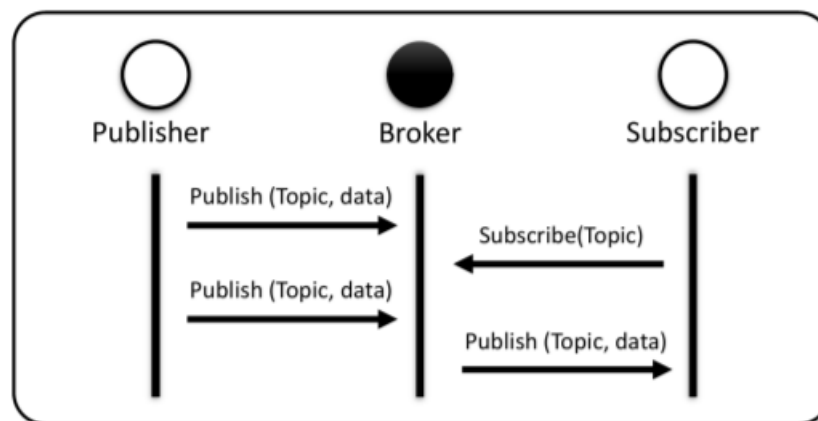 Publisher
Broker
Subscriber
Publish (Topic, data)
Subscribe(Topic)
Publish (Topic, data)
Publish (Topic, data)